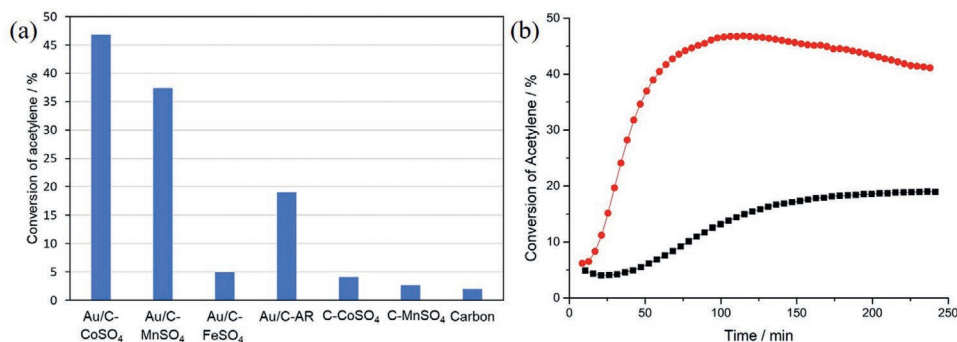 (a)
Conversion of acetylene / %
50
45
40
35
30
25
20
15
10
5
0
Au/C-CoSO₄
Au/C-MnSO₄
Au/C-FeSO₄
Au/C-AR
C-CoSO₄
C-MnSO₄
Carbon
(b)
Conversion of Acetylene / %
50
40
30
20
10
0
0
50
100
150
200
250
Time / min